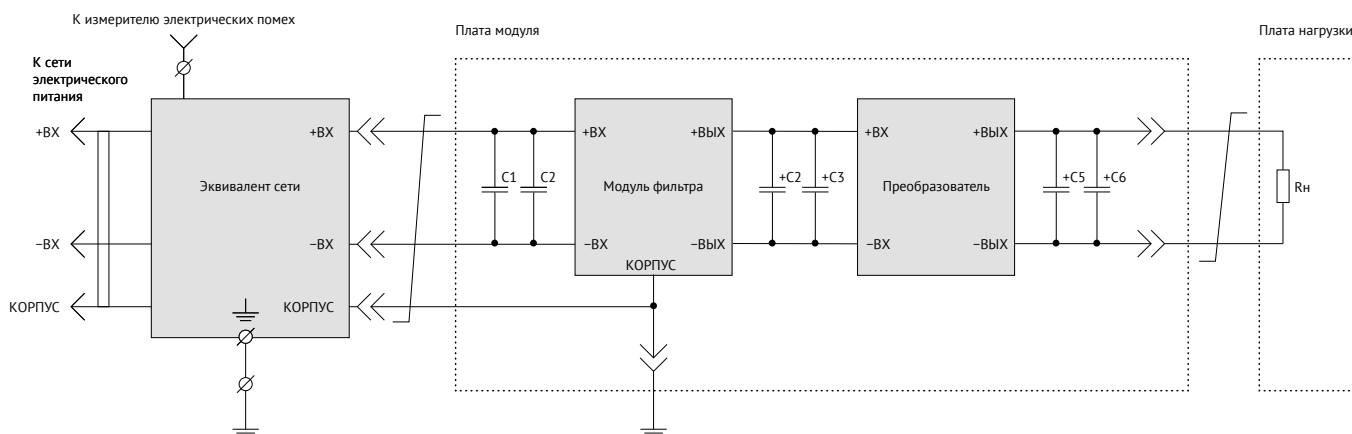 К измерителю электрических помех
Плата модуля
Плата нагрузки
К сети
электрического
питания
+ВХ
+ВХ
+ВХ
+ВЫХ
+ВХ
+ВЫХ
Эквивалент сети
C1
C2
Модуль фильтра
+C2
+C3
Преобразователь
+C5
+C6
Rн
−ВХ
−ВХ
−ВХ
−ВЫХ
−ВХ
−ВЫХ
КОРПУС
КОРПУС
КОРПУС